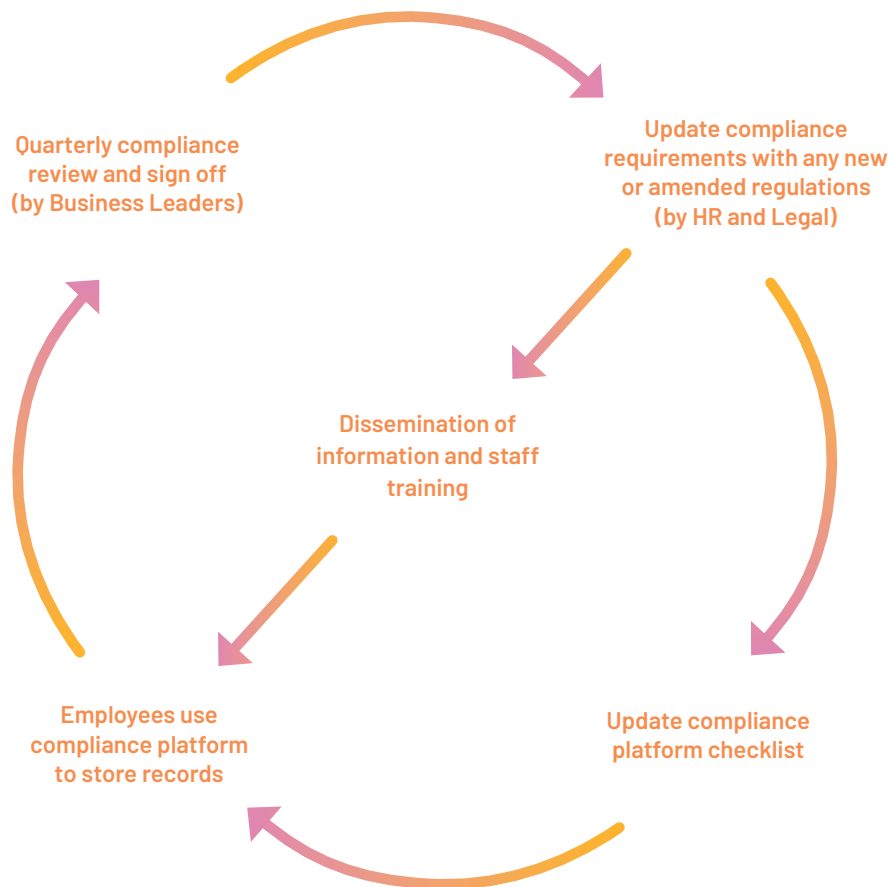 Quarterly compliance
review and sign off
(by Business Leaders)
Update compliance
requirements with any new
or amended regulations
(by HR and Legal)
Dissemination of
information and staff
training
Employees use
compliance platform
to store records
Update compliance
platform checklist